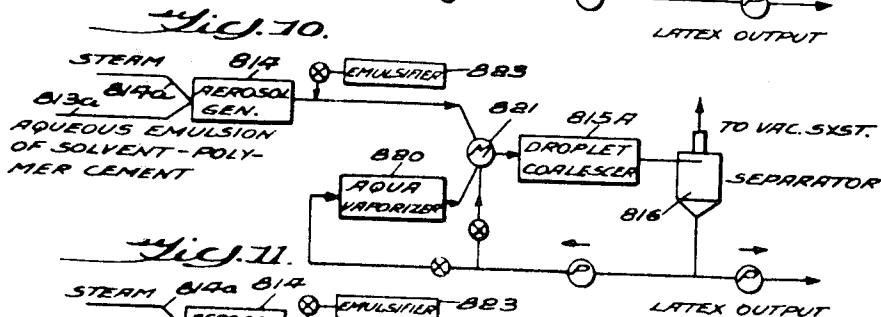 P
Fig. 10.
LATEX OUTPUT
STEAM
814
EMULSIFIER
883
814a
AEROSOL
GEN.
813a
AQUEOUS EMULSION
OF SOLVENT-POLY-
MER CEMENT
881
M
815A
DROPLET
COALESCER
TO VAC. SYST.
SEPARATOR
816
880
AQUA
VAPORIZER
P
P
LATEX OUTPUT
Fig. 11.
STEAM
814a
814
EMULSIFIER
823